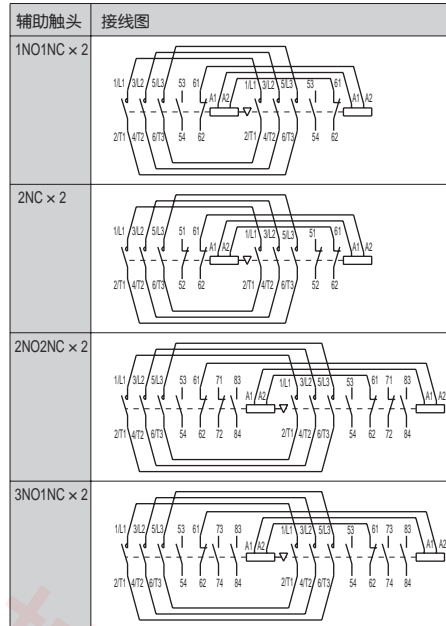 辅助触头 接线图
1NO1NC × 2
1/L1 3/L2 5/L3 53 61 A1 A2 1/L1 3/L2 5/L3 53 61 A1 A2
2/T1 4/T2 6/T3 54 62 2/T1 4/T2 6/T3 54 62
2NC × 2
1/L1 3/L2 5/L3 51 61 A1 A2 1/L1 3/L2 5/L3 51 61 A1 A2
2/T1 4/T2 6/T3 52 62 2/T1 4/T2 6/T3 52 62
2NO2NC × 2
1/L1 3/L2 5/L3 53 61 71 83 A1 A2 1/L1 3/L2 5/L3 53 61 71 83 A1 A2
2/T1 4/T2 6/T3 54 62 72 84 2/T1 4/T2 6/T3 54 62 72 84
3NO1NC × 2
1/L1 3/L2 5/L3 53 61 73 83 A1 A2 1/L1 3/L2 5/L3 53 61 73 83 A1 A2
2/T1 4/T2 6/T3 54 62 74 84 2/T1 4/T2 6/T3 54 62 74 84